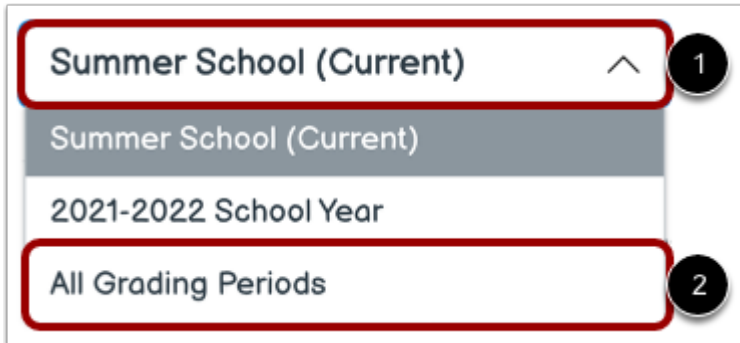 Summer School (Current)
1
Summer School (Current)
2021-2022 School Year
All Grading Periods
2